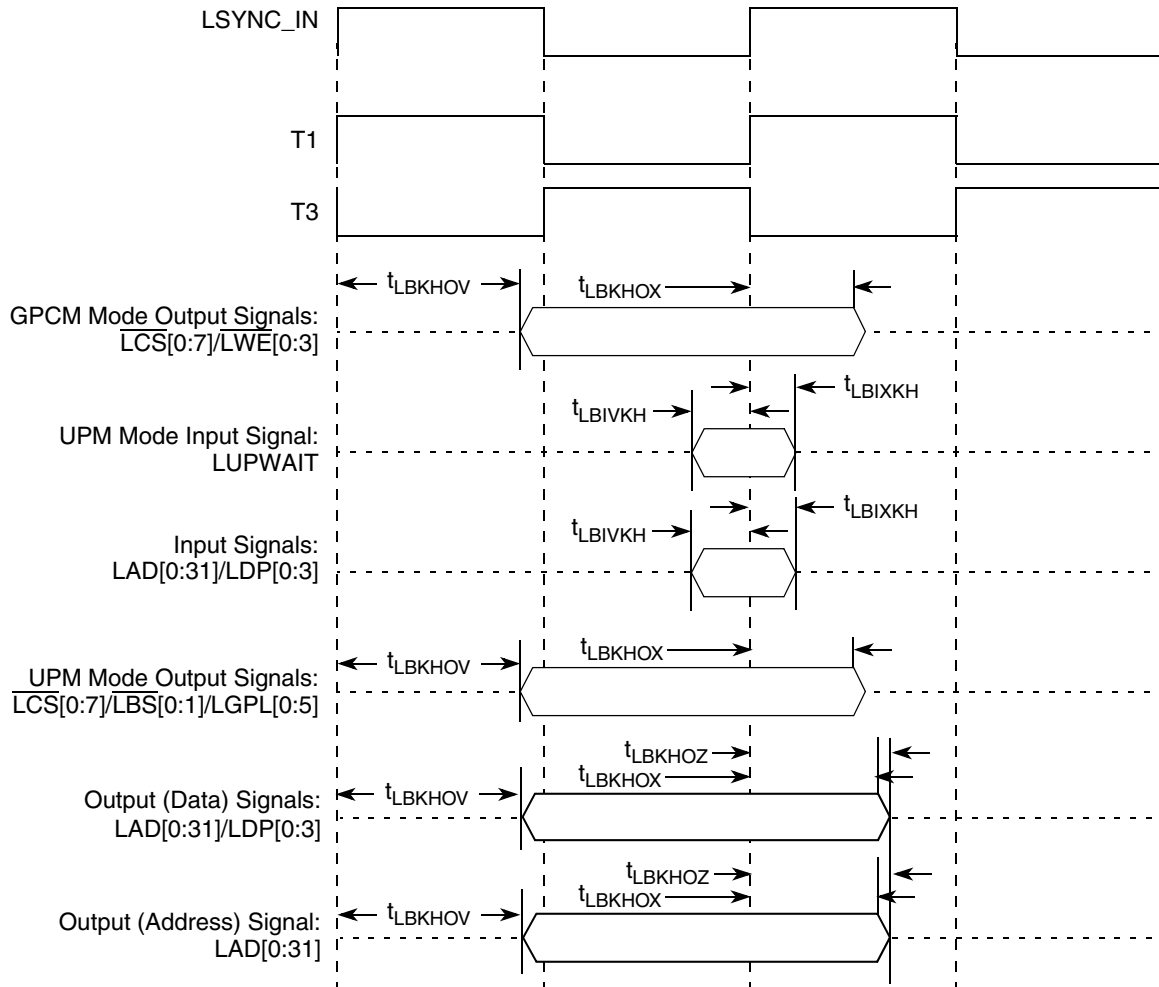 LSYNC_IN
T1
T3
tLBKHOV
tLBKHOX
GPCM Mode Output Signals:
LCS[0:7]/LWE[0:3]
tLBIXKH
tLBIVKH
UPM Mode Input Signal:
LUPWAIT
tLBIXKH
tLBIVKH
Input Signals:
LAD[0:31]/LDP[0:3]
tLBKHOV
tLBKHOX
UPM Mode Output Signals:
LCS[0:7]/LBS[0:1]/LGPL[0:5]
tLBKHOZ
tLBKHOX
tLBKHOV
Output (Data) Signals:
LAD[0:31]/LDP[0:3]
tLBKHOZ
tLBKHOX
tLBKHOV
Output (Address) Signal:
LAD[0:31]